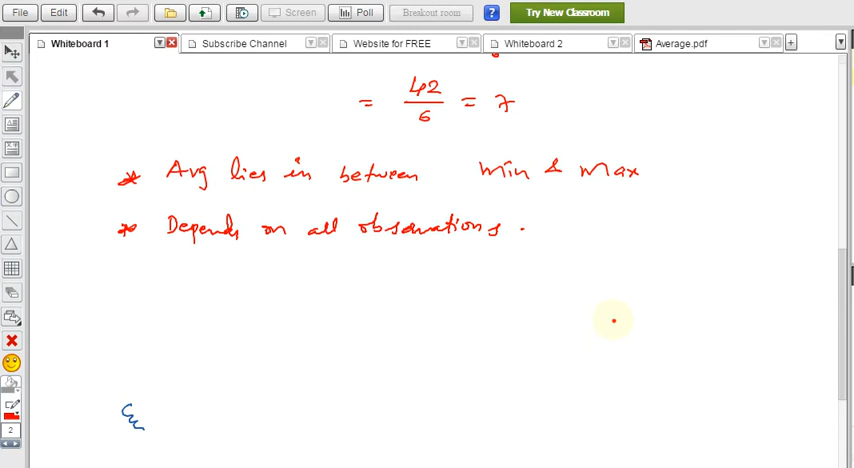 File Edit Screen Poll Breakout room ? Try New Classroom
Whiteboard 1 Subscribe Channel Website for FREE Whiteboard 2 Average.pdf +
= 42/6 = 7
* Avg lies in between Min & Max
* Depends on all observations.
2